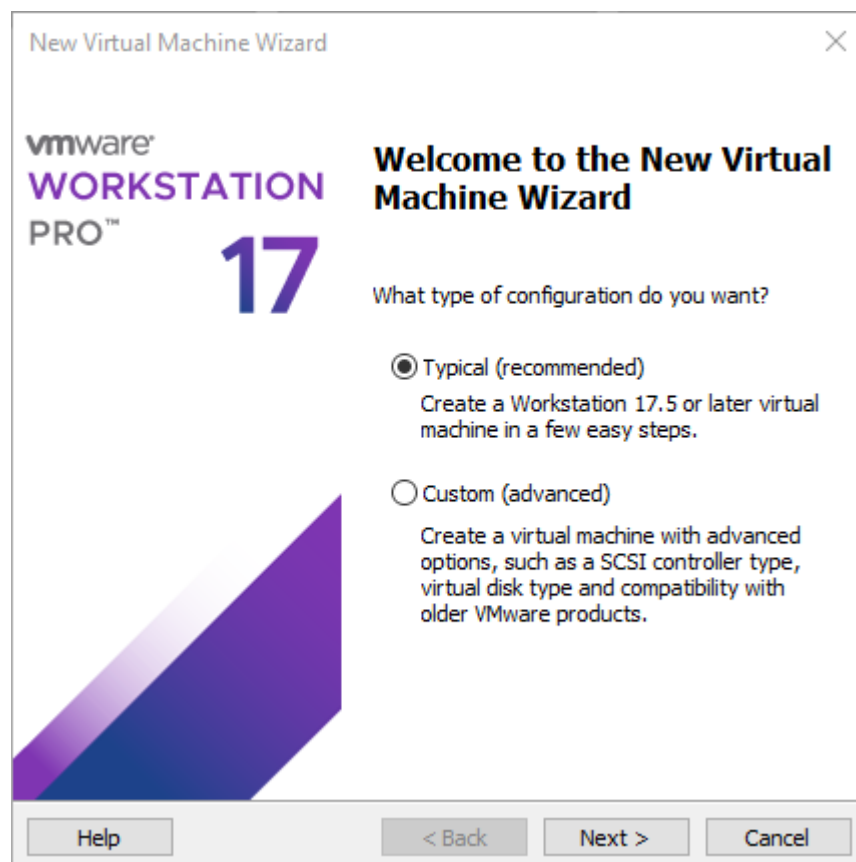 New Virtual Machine Wizard
vmware®
WORKSTATION
PRO™
17
Welcome to the New Virtual
Machine Wizard
What type of configuration do you want?
Typical (recommended)
Create a Workstation 17.5 or later virtual
machine in a few easy steps.
Custom (advanced)
Create a virtual machine with advanced
options, such as a SCSI controller type,
virtual disk type and compatibility with
older VMware products.
Help
< Back
Next >
Cancel